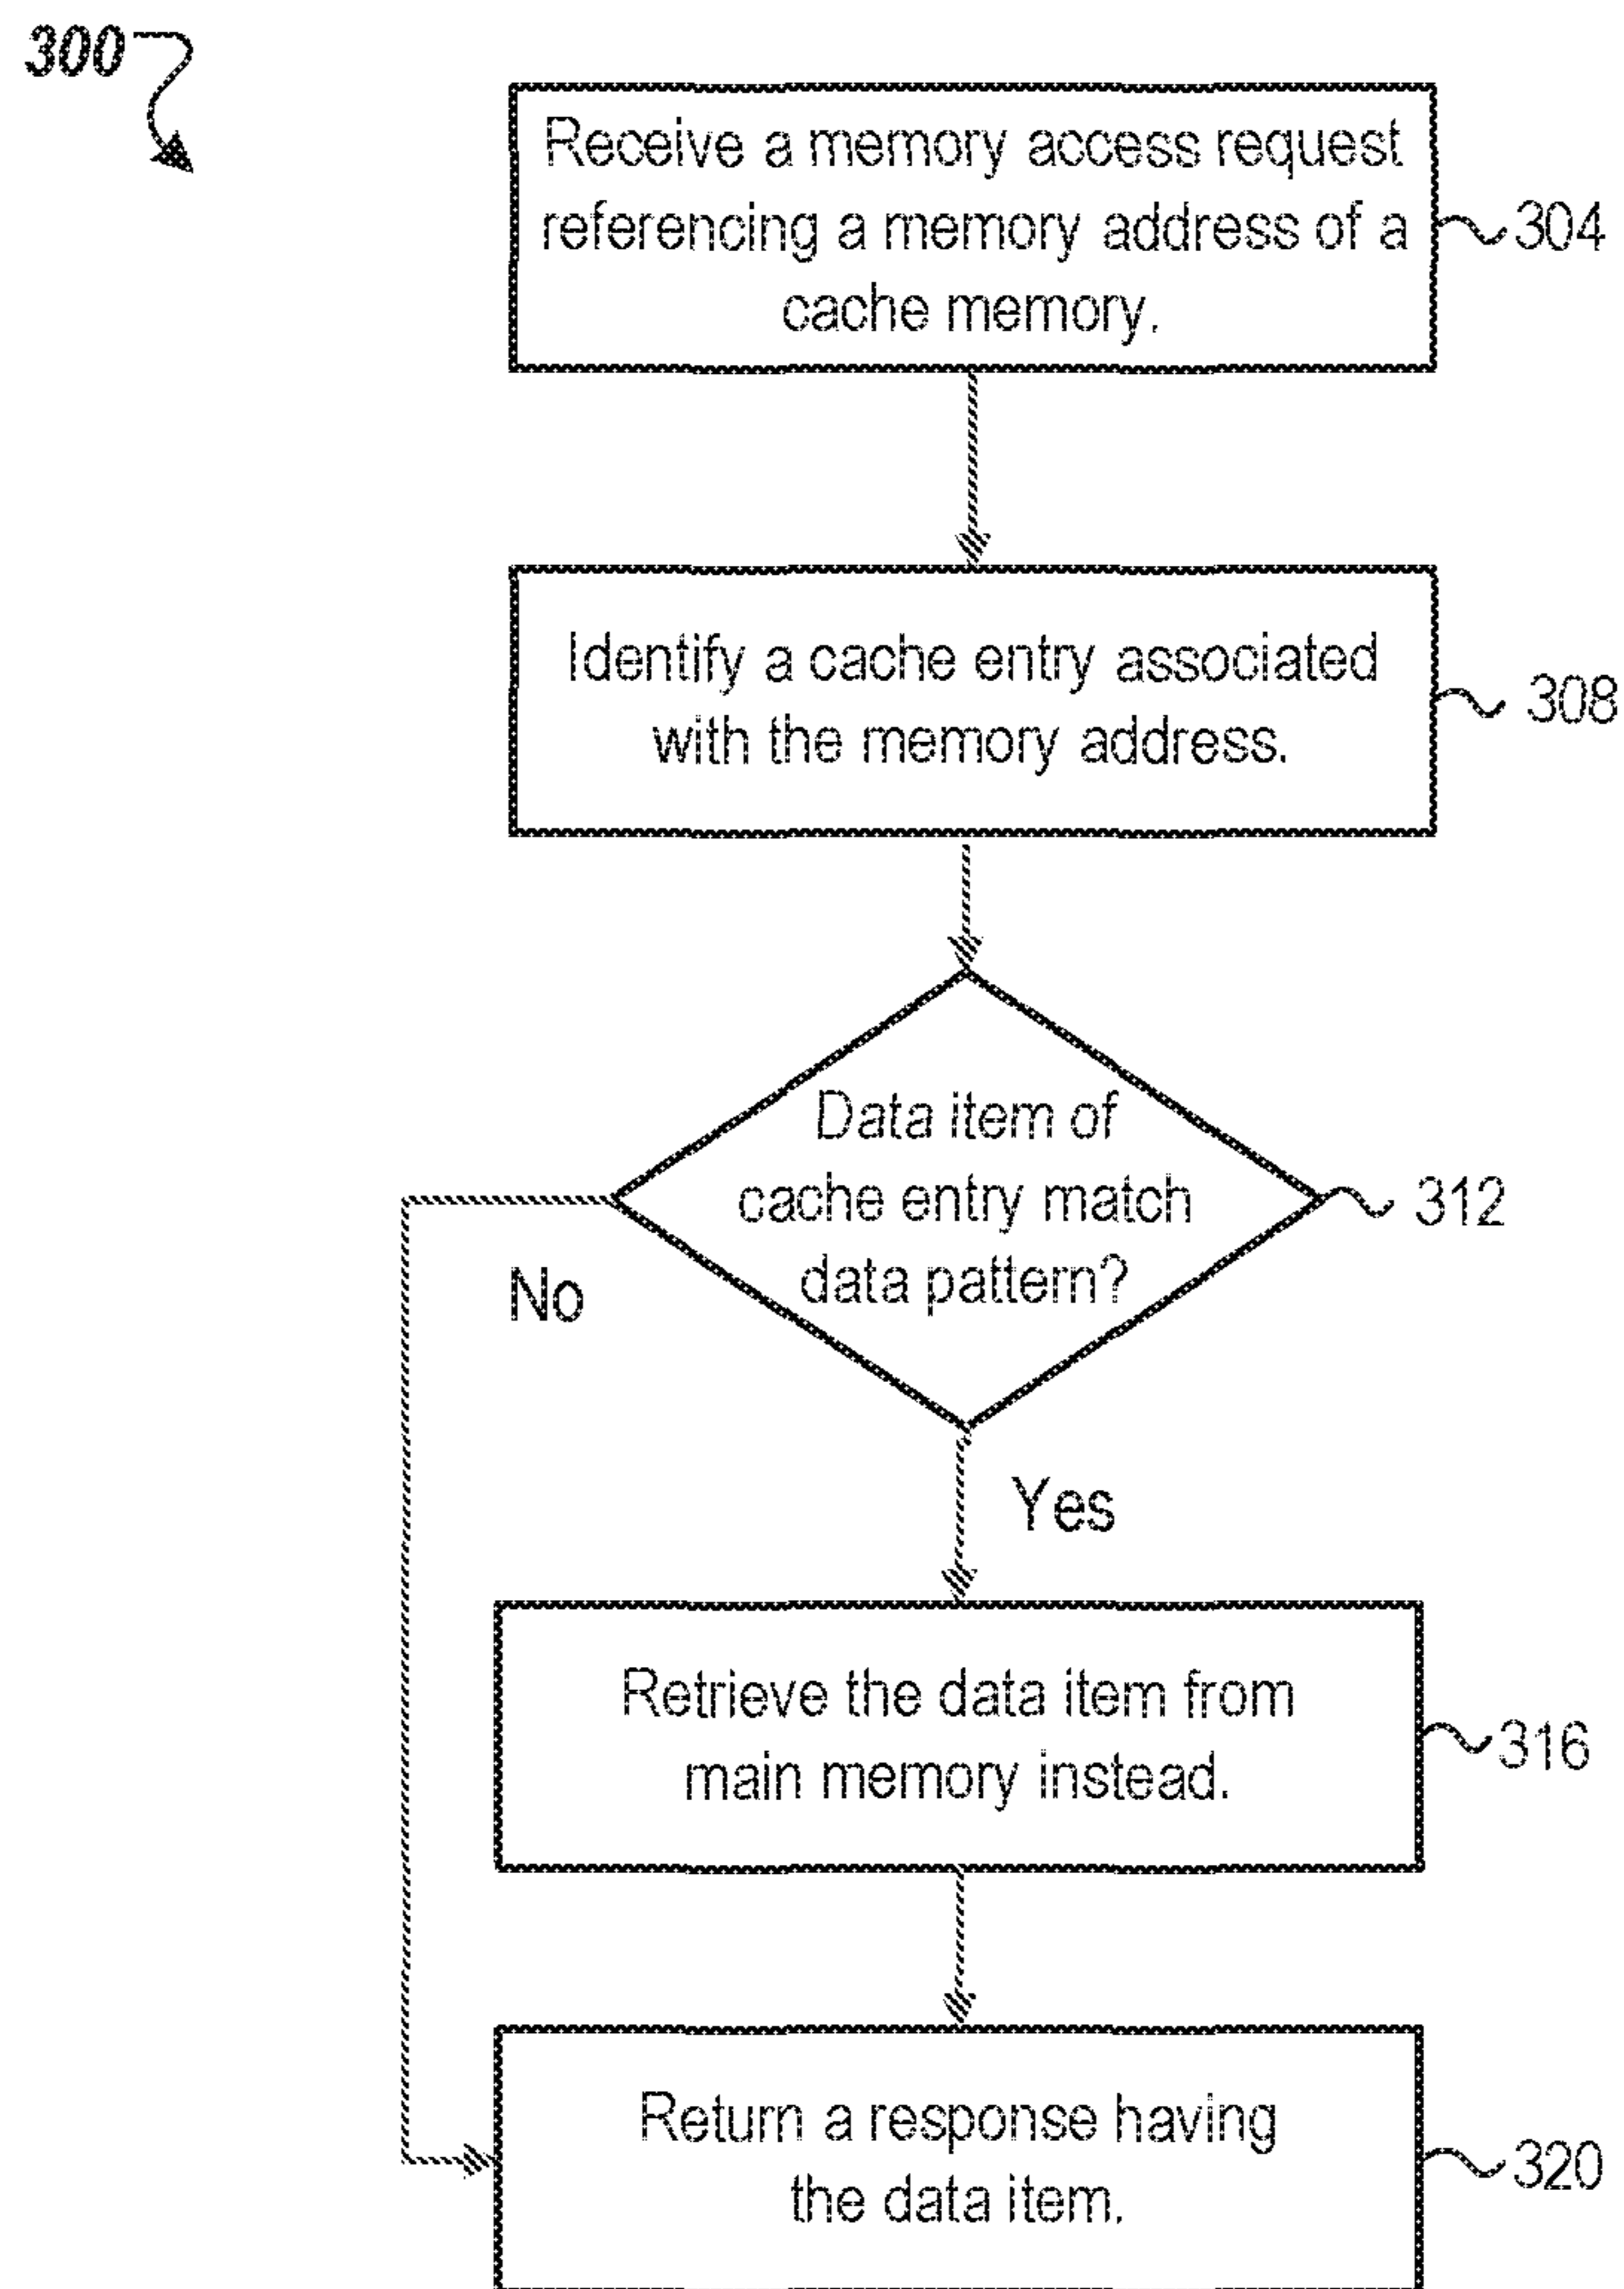 300
Receive a memory access request
referencing a memory address of a
cache memory.
304
Identify a cache entry associated
with the memory address.
308
Data item of
cache entry match
data pattern?
312
No
Yes
Retrieve the data item from
main memory instead.
316
Return a response having
the data item.
320